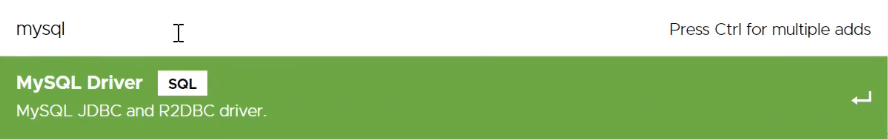 mysql
Press Ctrl for multiple adds
MySQL Driver SQL
MySQL JDBC and R2DBC driver.